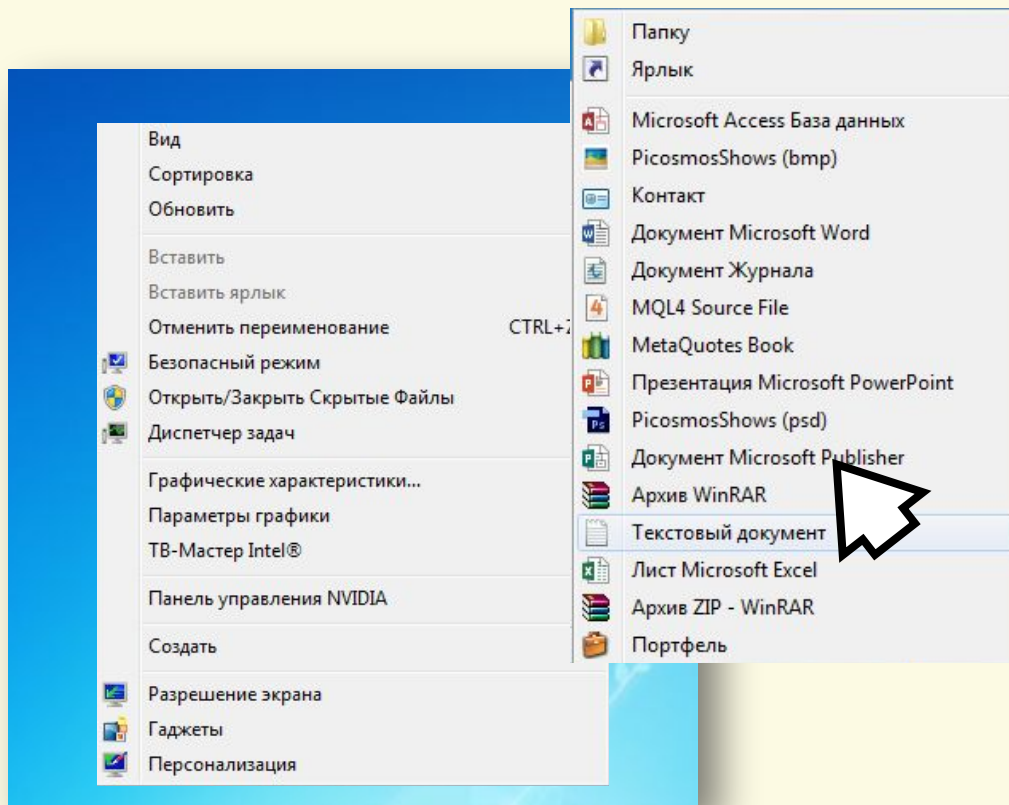 Вид
Сортировка
Обновить
Вставить
Вставить ярлык
Отменить переименование CTRL+Z
Безопасный режим
Открыть/Закрыть Скрытые Файлы
Диспетчер задач
Графические характеристики...
Параметры графики
ТВ-Мастер Intel®
Панель управления NVIDIA
Создать
Разрешение экрана
Гаджеты
Персонализация
Папку
Ярлык
Microsoft Access База данных
PicosmosShows (bmp)
Контакт
Документ Microsoft Word
Документ Журнала
MQL4 Source File
MetaQuotes Book
Презентация Microsoft PowerPoint
PicosmosShows (psd)
Документ Microsoft Publisher
Архив WinRAR
Текстовый документ
Лист Microsoft Excel
Архив ZIP - WinRAR
Портфель